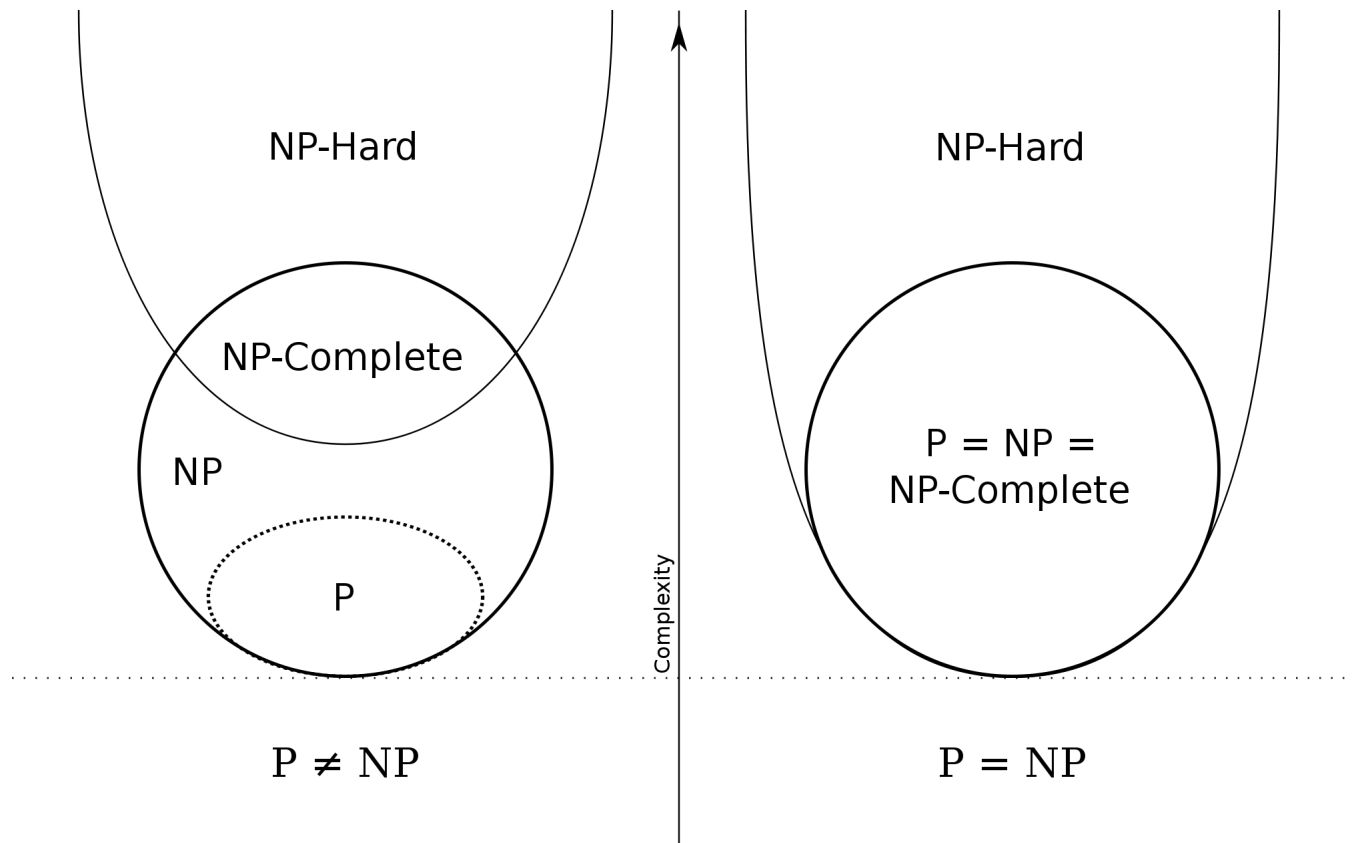 NP-Hard
NP-Complete
NP
P
P ≠ NP
Complexity
NP-Hard
P = NP =
NP-Complete
P = NP